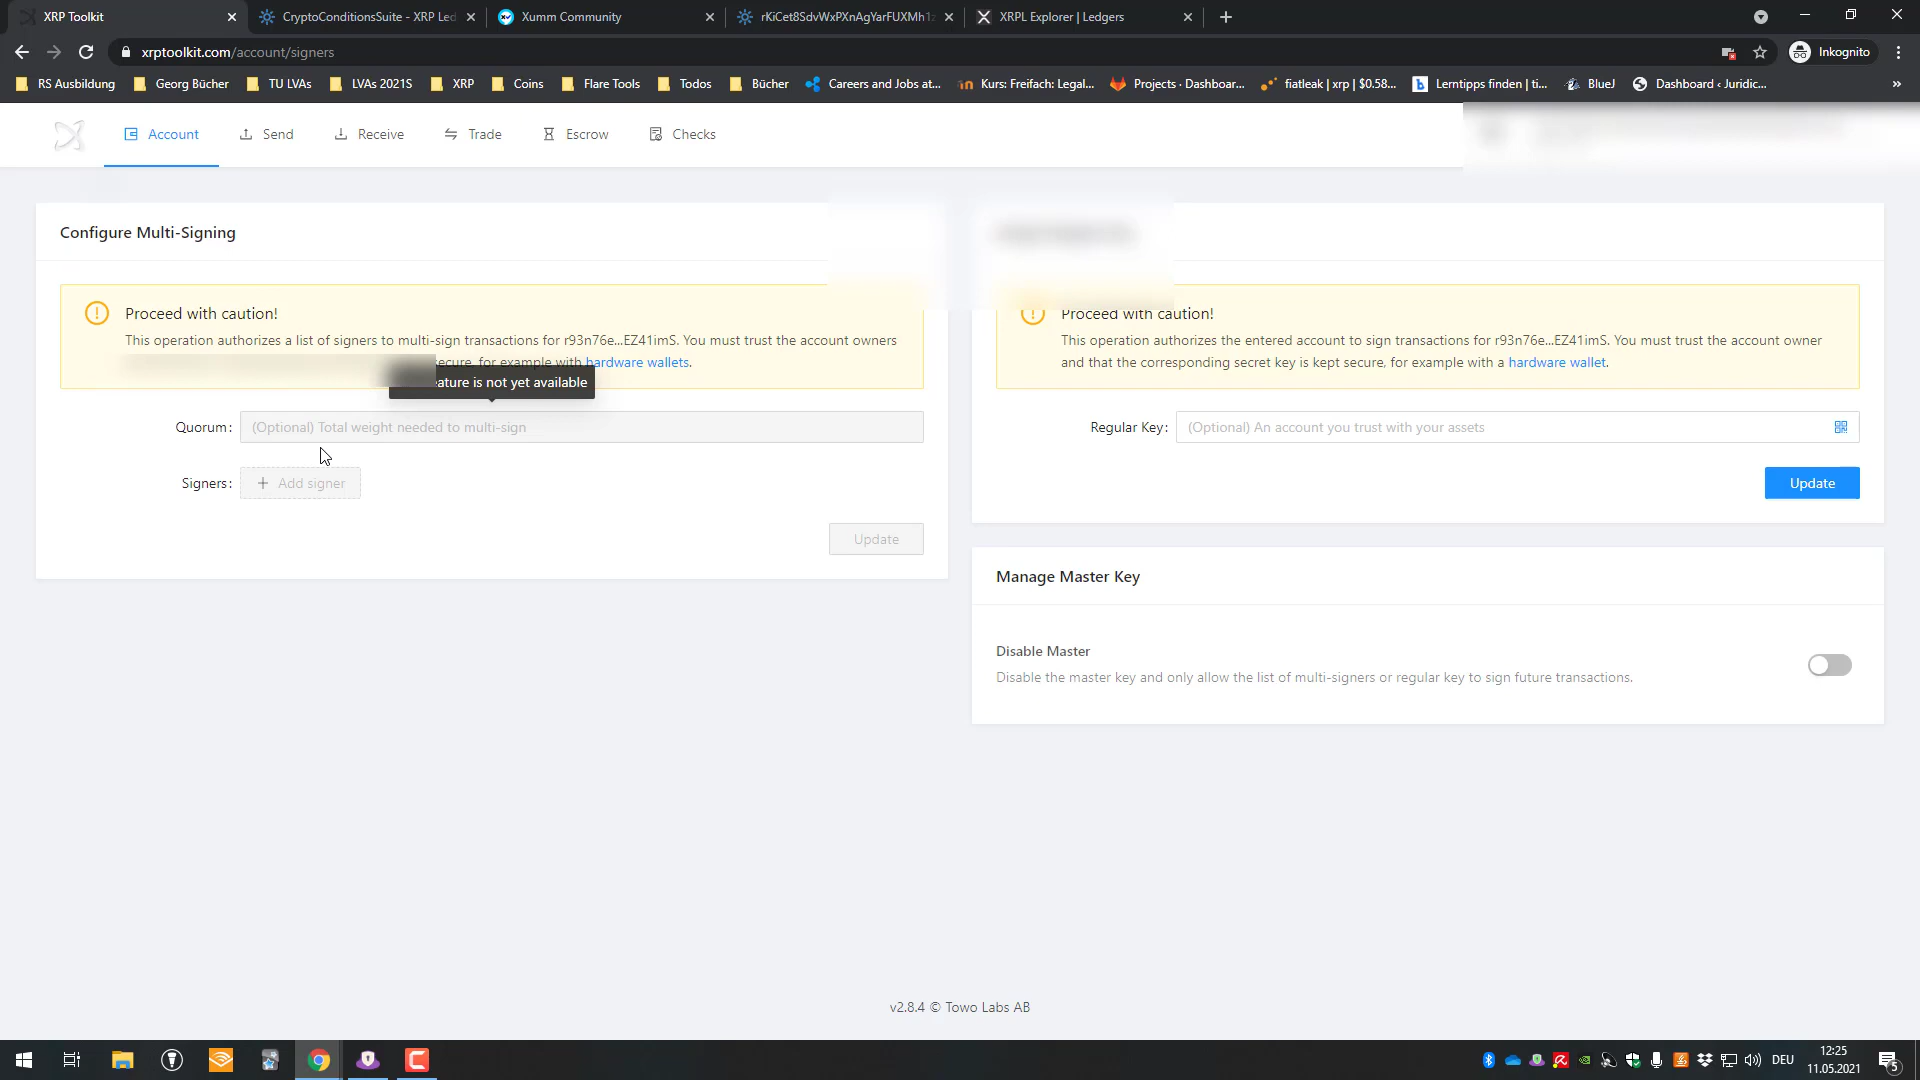 XRP Toolkit
CryptoConditionsSuite - XRP Led
Xumm Community
rKiCet8SdvWxPXnAgYarFUXMh1z
XRPL Explorer | Ledgers
xrptoolkit.com/account/signers
Inkognito
RS Ausbildung
Georg Bücher
TU LVAs
LVAs 2021S
XRP
Coins
Flare Tools
Todos
Bücher
Careers and Jobs at...
Kurs: Freifach: Legal...
Projects · Dashboar...
fiatleak | xrp | $0.58...
Lerntipps finden | ti...
BlueJ
Dashboard ‹ Juridic...
»
Account
Send
Receive
Trade
Escrow
Checks
Configure Multi-Signing
Proceed with caution!
This operation authorizes a list of signers to multi-sign transactions for r93n76e...EZ41imS. You must trust the account owners
secure, for example with hardware wallets.
eature is not yet available
Quorum:
(Optional) Total weight needed to multi-sign
Signers:
+ Add signer
Update
Proceed with caution!
This operation authorizes the entered account to sign transactions for r93n76e...EZ41imS. You must trust the account owner
and that the corresponding secret key is kept secure, for example with a hardware wallet.
Regular Key:
(Optional) An account you trust with your assets
Update
Manage Master Key
Disable Master
Disable the master key and only allow the list of multi-signers or regular key to sign future transactions.
v2.8.4 © Towo Labs AB
DEU
12:25
11.05.2021
5